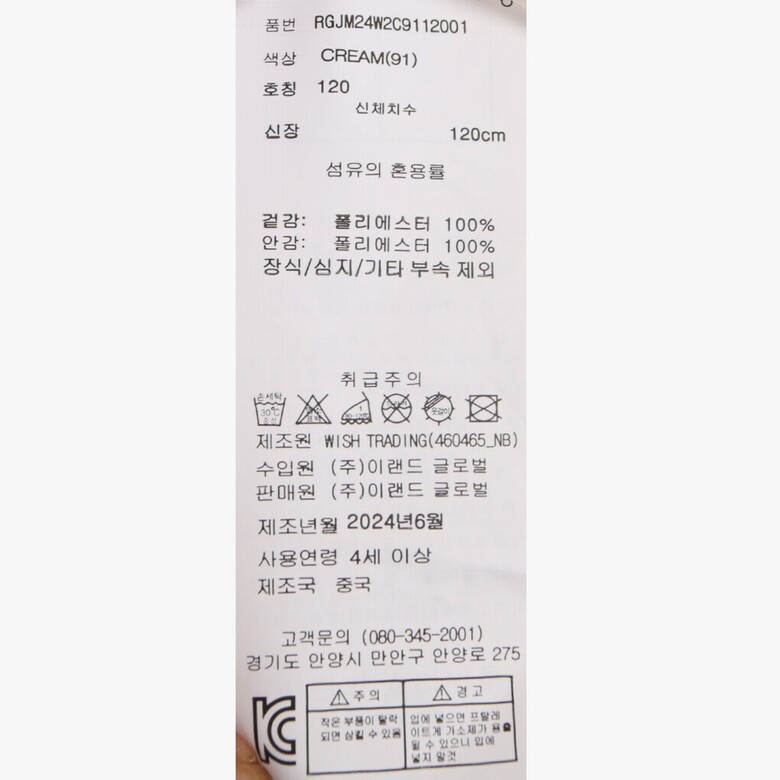 품번 RGJM24W2C9112001
색상 CREAM(91)
호칭 120
신체치수
신장 120cm
섬유의 혼용률
겉감: 폴리에스터 100%
안감: 폴리에스터 100%
장식/심지/기타 부속 제외
취급주의
손세탁 30℃ 중성
제조원 WISH TRADING(460465_NB)
수입원 (주)이랜드 글로벌
판매원 (주)이랜드 글로벌
제조년월 2024년6월
사용연령 4세 이상
제조국 중국
고객문의 (080-345-2001)
경기도 안양시 만안구 안양로 275
주의
작은 부품이 탈락
되면 삼킬 수 있음
경고
입에 넣으면 프탈레
이트계 가소제가 용출
될 수 있으니 입에
넣지 말것